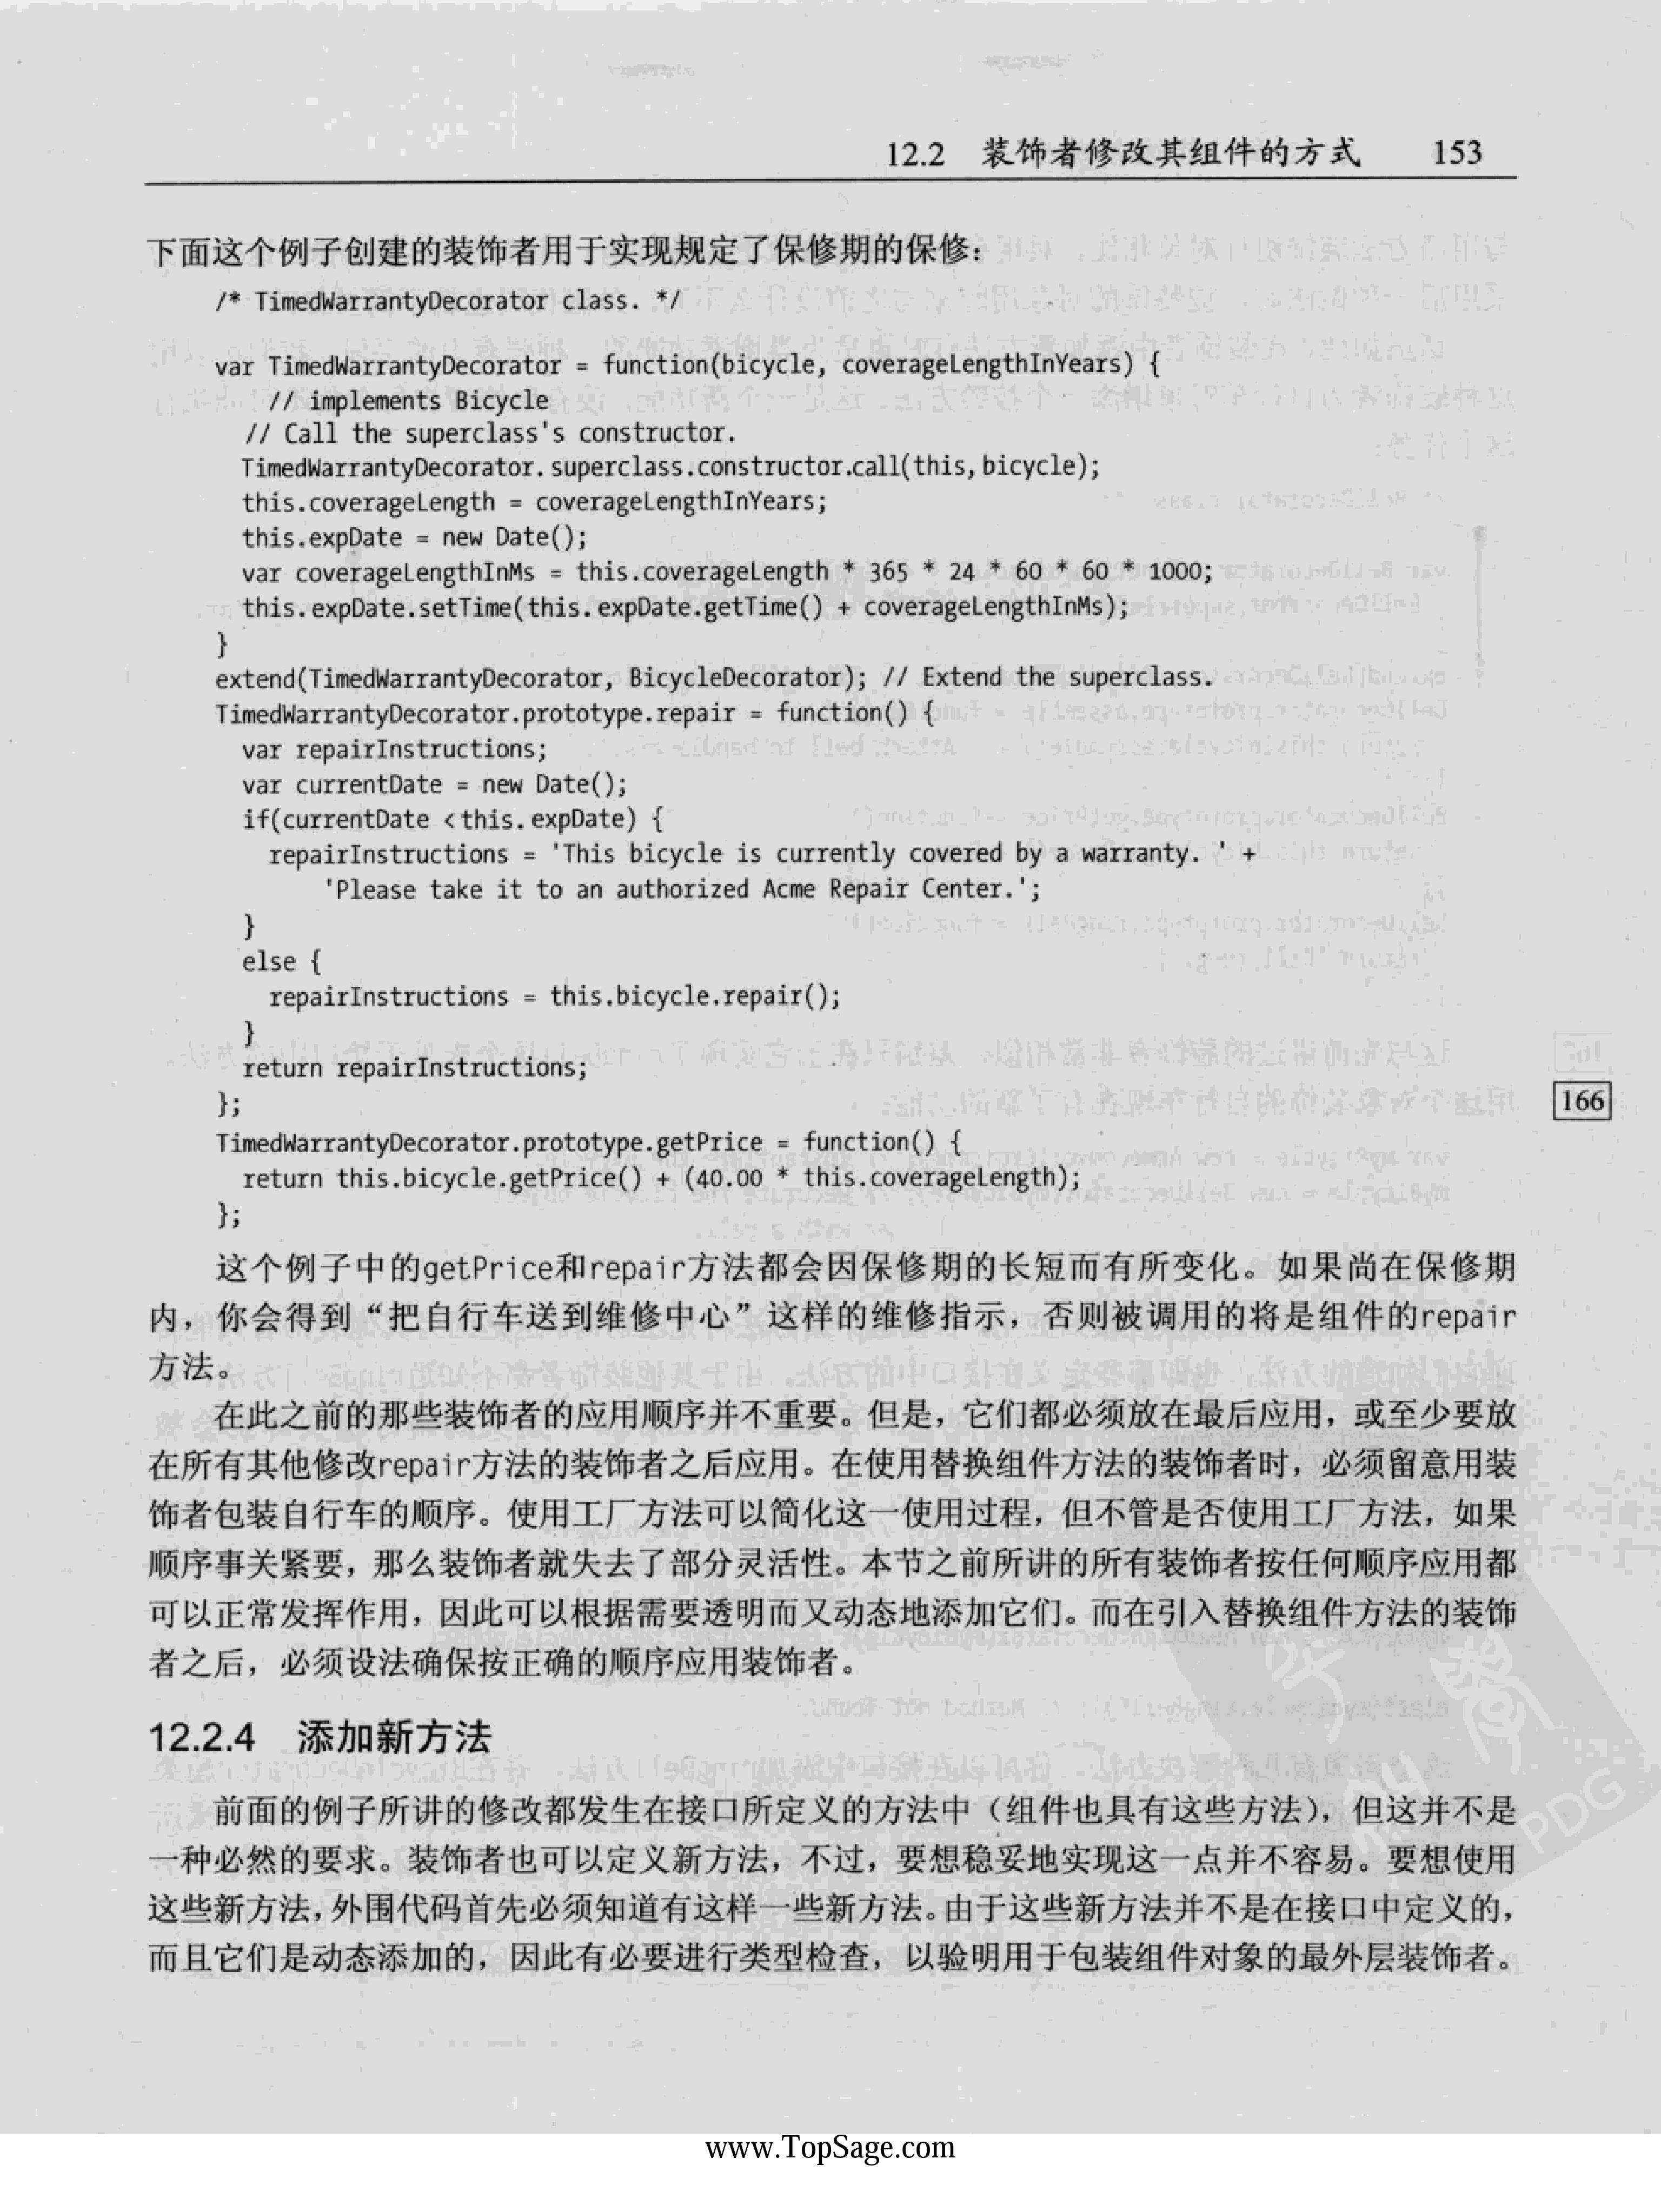 12.2 装饰者修改其组件的方式 153
下面这个例子创建的装饰者用于实现规定了保修期的保修：
/* TimedWarrantyDecorator class. */
var TimedWarrantyDecorator = function(bicycle, coverageLengthInYears) {
// implements Bicycle
// Call the superclass's constructor.
TimedWarrantyDecorator.superclass.constructor.call(this,bicycle);
this.coverageLength = coverageLengthInYears;
this.expDate = new Date();
var coverageLengthInMs = this.coverageLength * 365 * 24 * 60 * 60 * 1000;
this.expDate.setTime(this.expDate.getTime() + coverageLengthInMs);
}
extend(TimedWarrantyDecorator, BicycleDecorator); // Extend the superclass.
TimedWarrantyDecorator.prototype.repair = function() {
var repairInstructions;
var currentDate = new Date();
if(currentDate <this.expDate) {
repairInstructions = 'This bicycle is currently covered by a warranty. ' +
'Please take it to an authorized Acme Repair Center.';
}
else {
repairInstructions = this.bicycle.repair();
}
return repairInstructions;
};
166
TimedWarrantyDecorator.prototype.getPrice = function() {
return this.bicycle.getPrice() + (40.00 * this.coverageLength);
};
这个例子中的getPrice和repair方法都会因保修期的长短而有所变化。如果尚在保修期
内，你会得到“把自行车送到维修中心”这样的维修指示，否则被调用的将是组件的repair
方法。
在此之前的那些装饰者的应用顺序并不重要。但是，它们都必须放在最后应用，或至少要放
在所有其他修改repair方法的装饰者之后应用。在使用替换组件方法的装饰者时，必须留意用装
饰者包装自行车的顺序。使用工厂方法可以简化这一使用过程，但不管是否使用工厂方法，如果
顺序事关紧要，那么装饰者就失去了部分灵活性。本节之前所讲的所有装饰者按任何顺序应用都
可以正常发挥作用，因此可以根据需要透明而又动态地添加它们。而在引入替换组件方法的装饰
者之后，必须设法确保按正确的顺序应用装饰者。
12.2.4 添加新方法
前面的例子所讲的修改都发生在接口所定义的方法中（组件也具有这些方法），但这并不是
一种必然的要求。装饰者也可以定义新方法，不过，要想稳妥地实现这一点并不容易。要想使用
这些新方法，外围代码首先必须知道有这样一些新方法。由于这些新方法并不是在接口中定义的，
而且它们是动态添加的，因此有必要进行类型检查，以验明用于包装组件对象的最外层装饰者。
PDG
www.TopSage.com